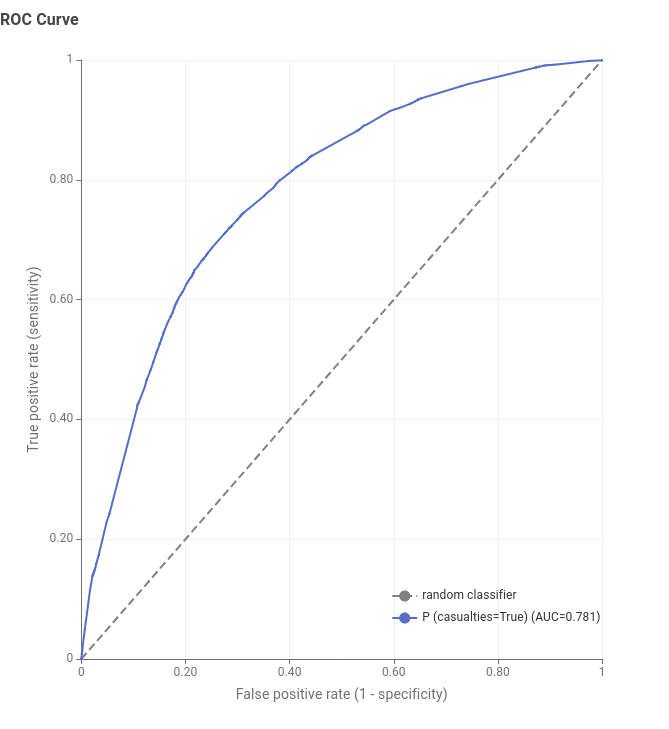 ROC Curve
1
0.80
0.60
0.40
0.20
0
True positive rate (sensitivity)
random classifier
P (casualties=True) (AUC=0.781)
0 0.20 0.40 0.60 0.80 1
False positive rate (1 - specificity)